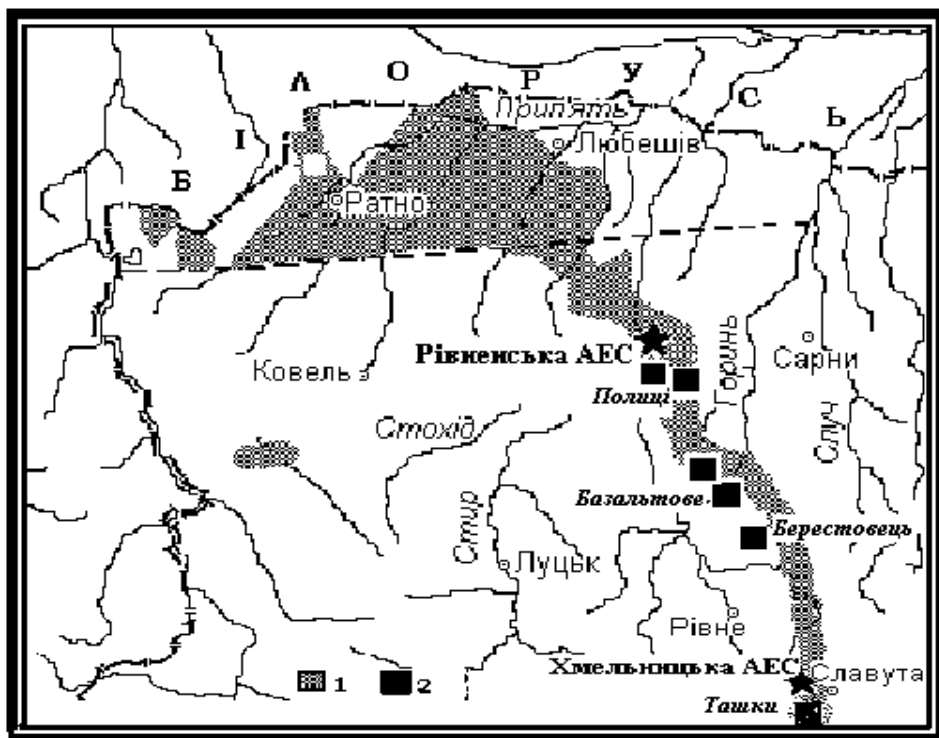 Б І Л О Р У С Ь
Прип'ять
Любешів
Ратно
Рівненська АЕС
Ковель
Полиці
Горинь
Сарни
Стохід
Случ
Базальтове
Стир
Берестовець
Луцьк
Рівне
Хмельницька АЕС
Славута
1
2
Ташки